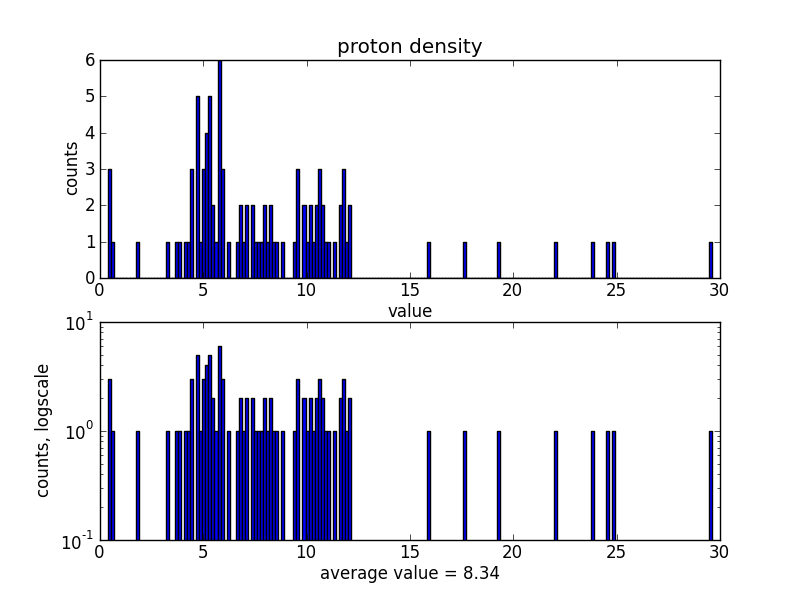 proton density
counts
6
5
4
3
2
1
0
0 5 10 15 20 25 30
value
counts, logscale
10^1
10^0
10^-1
0 5 10 15 20 25 30
average value = 8.34